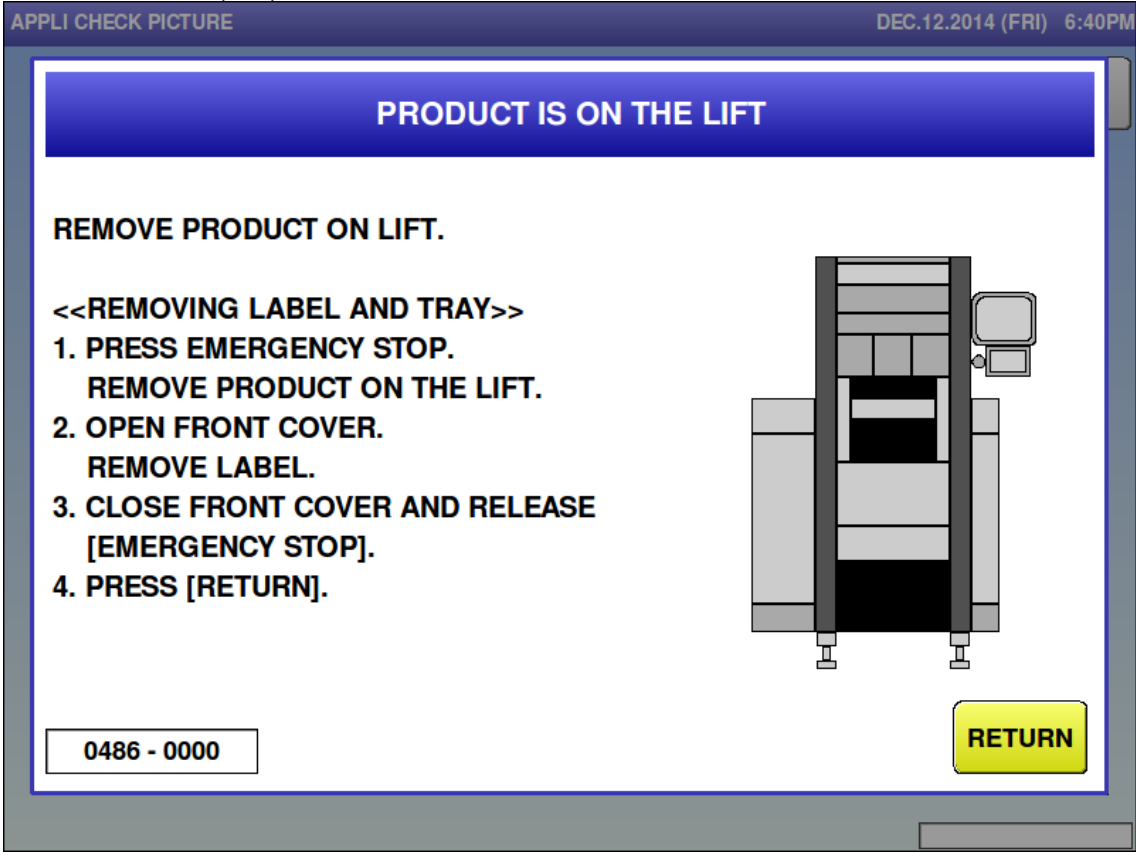 APPLI CHECK PICTURE DEC.12.2014 (FRI) 6:40PM
PRODUCT IS ON THE LIFT
REMOVE PRODUCT ON LIFT.
<<REMOVING LABEL AND TRAY>>
1. PRESS EMERGENCY STOP.
REMOVE PRODUCT ON THE LIFT.
2. OPEN FRONT COVER.
REMOVE LABEL.
3. CLOSE FRONT COVER AND RELEASE
[EMERGENCY STOP].
4. PRESS [RETURN].
0486 - 0000
RETURN